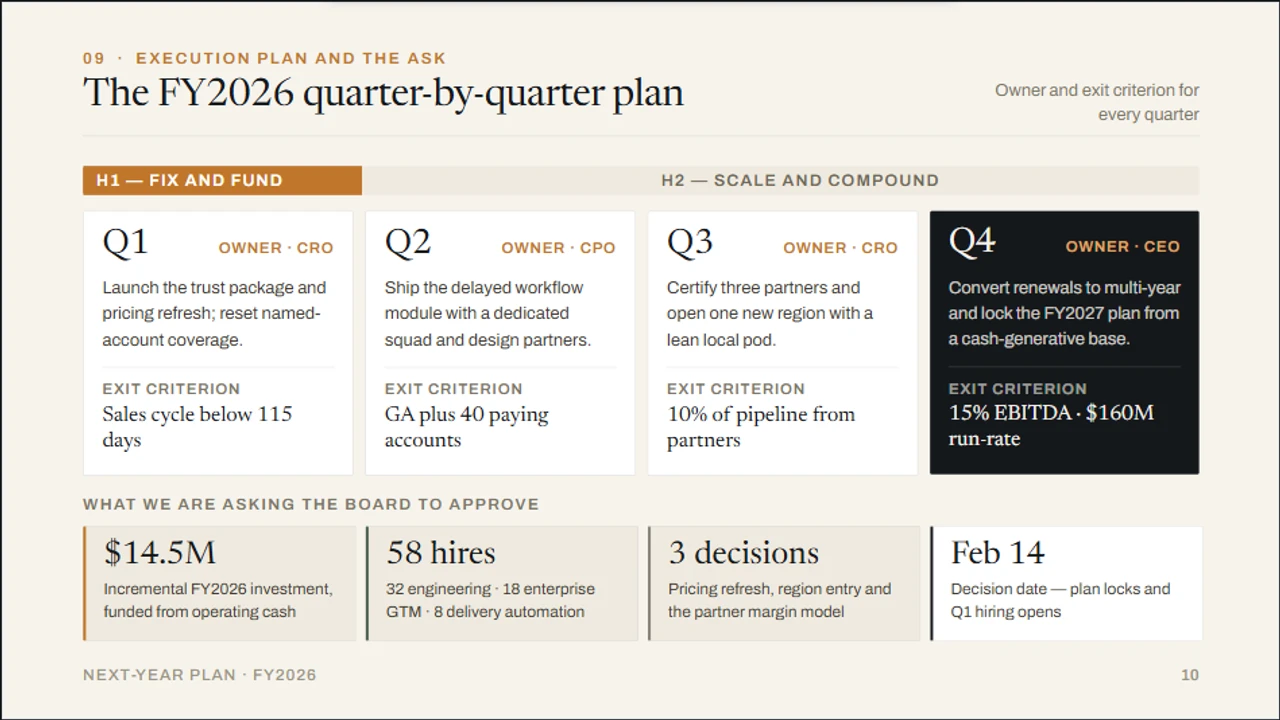 09 · EXECUTION PLAN AND THE ASK
The FY2026 quarter-by-quarter plan
Owner and exit criterion for
every quarter
H1 — FIX AND FUND
H2 — SCALE AND COMPOUND
Q1
OWNER · CRO
Launch the trust package and
pricing refresh; reset named-
account coverage.
EXIT CRITERION
Sales cycle below 115
days
Q2
OWNER · CPO
Ship the delayed workflow
module with a dedicated
squad and design partners.
EXIT CRITERION
GA plus 40 paying
accounts
Q3
OWNER · CRO
Certify three partners and
open one new region with a
lean local pod.
EXIT CRITERION
10% of pipeline from
partners
Q4
OWNER · CEO
Convert renewals to multi-year
and lock the FY2027 plan from
a cash-generative base.
EXIT CRITERION
15% EBITDA · $160M
run-rate
WHAT WE ARE ASKING THE BOARD TO APPROVE
$14.5M
Incremental FY2026 investment,
funded from operating cash
58 hires
32 engineering · 18 enterprise
GTM · 8 delivery automation
3 decisions
Pricing refresh, region entry and
the partner margin model
Feb 14
Decision date — plan locks and
Q1 hiring opens
NEXT-YEAR PLAN · FY2026
10